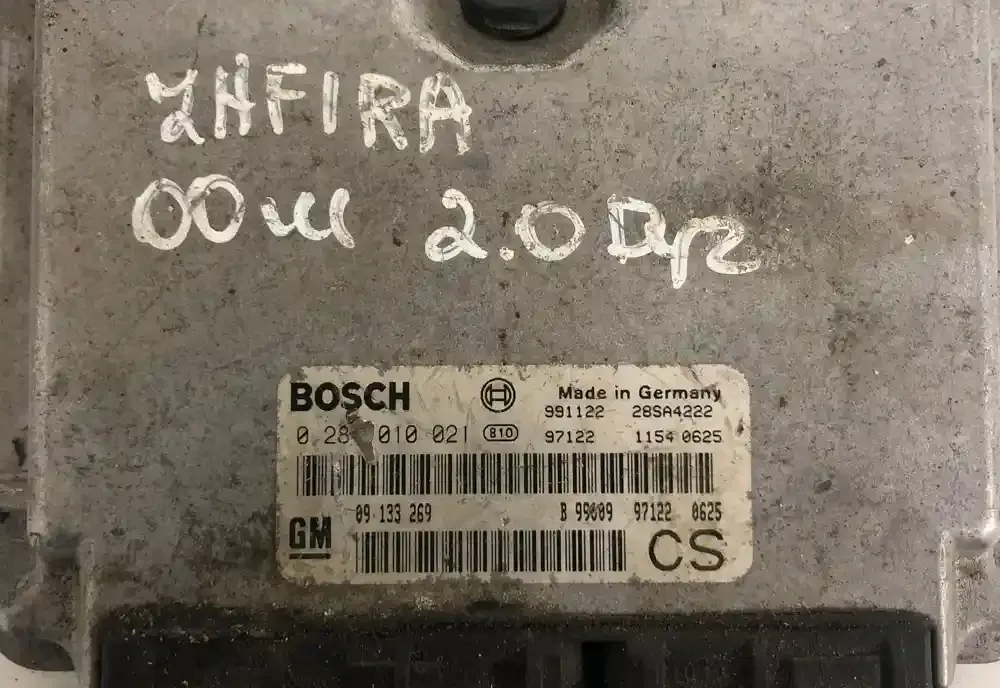 ZAFIRA
00 2.0
BOSCH
Made in Germany
991122 28SA4222
010 021 810 97122 1154 0625
09 133 269 B 99009 97122 0625
GM CS